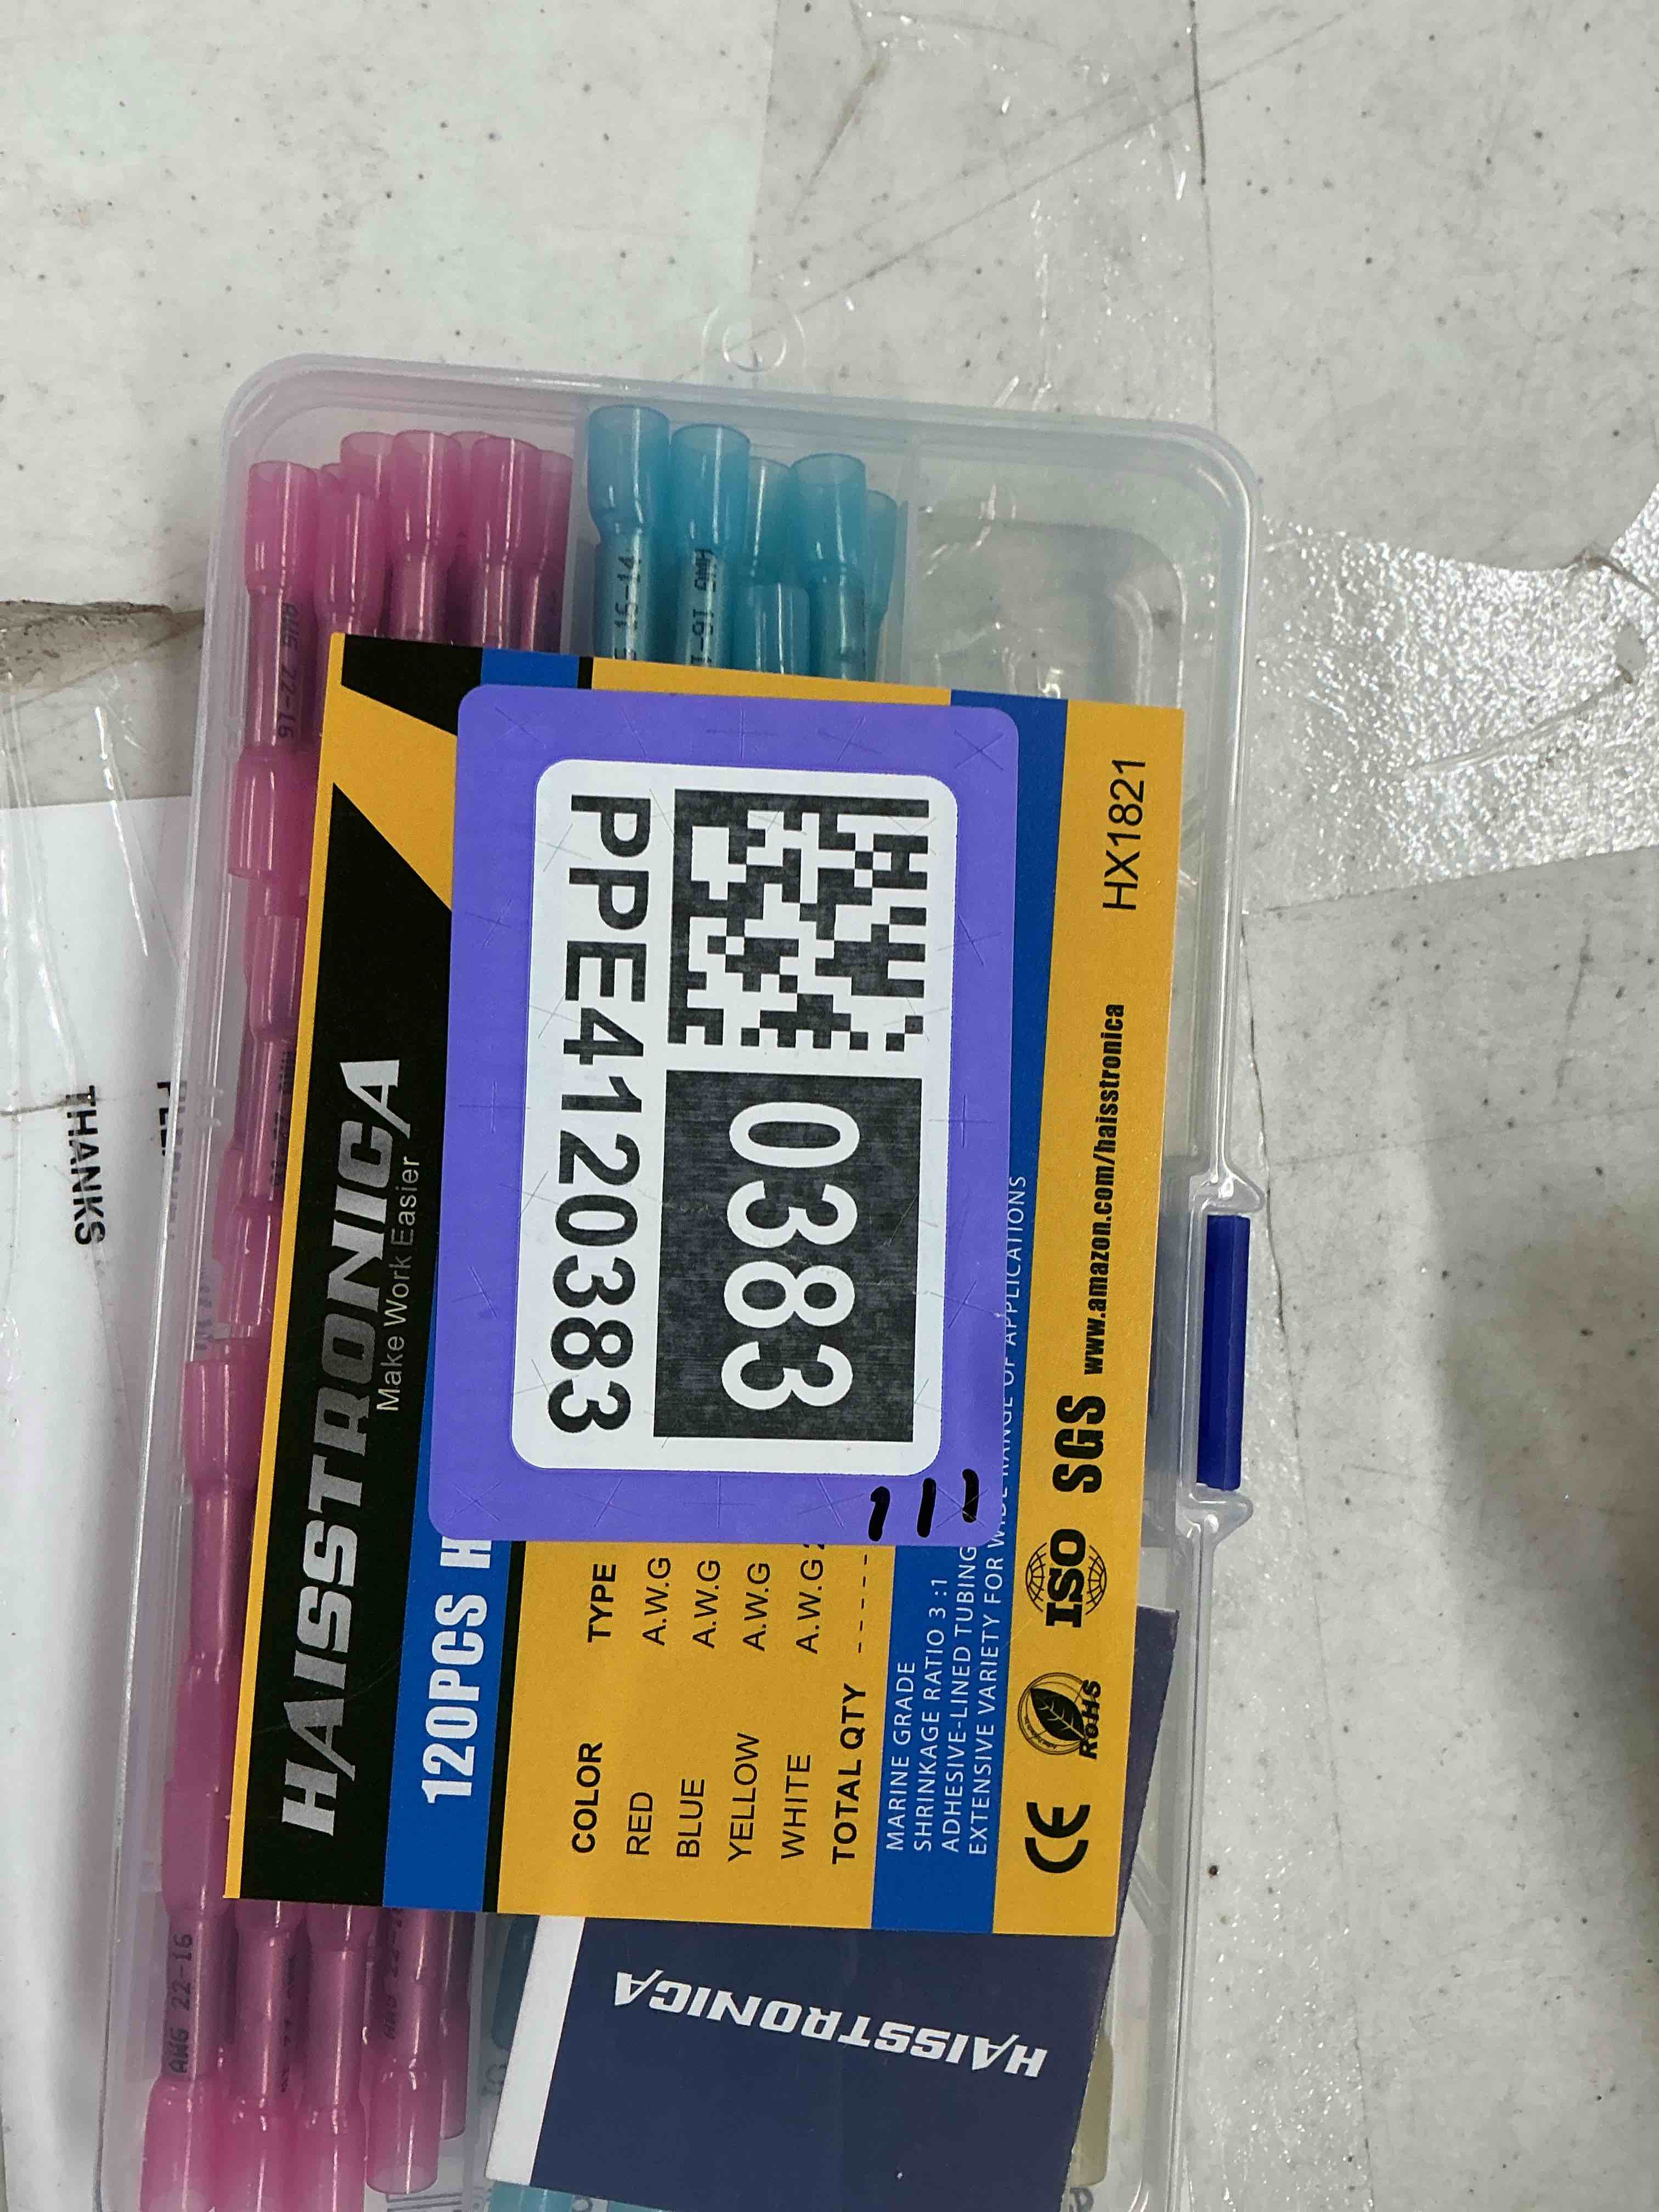 HAISSTRONICA
Make Work Easier
120PCS H
COLOR TYPE
RED A.W.G
BLUE A.W.G
YELLOW A.W.G
WHITE A.W.G 2
TOTAL QTY ------
MARINE GRADE
SHRINKAGE RATIO 3:1
ADHESIVE-LINED TUBING
EXTENSIVE VARIETY FOR WIDE RANGE OF APPLICATIONS
CE RoHS ISO SGS www.amazon.com/haisstronica HX1821
PPE4120383
0383
HAISSTRONICA
AWG 22-16
AWG 22-16
16-14
THANKS